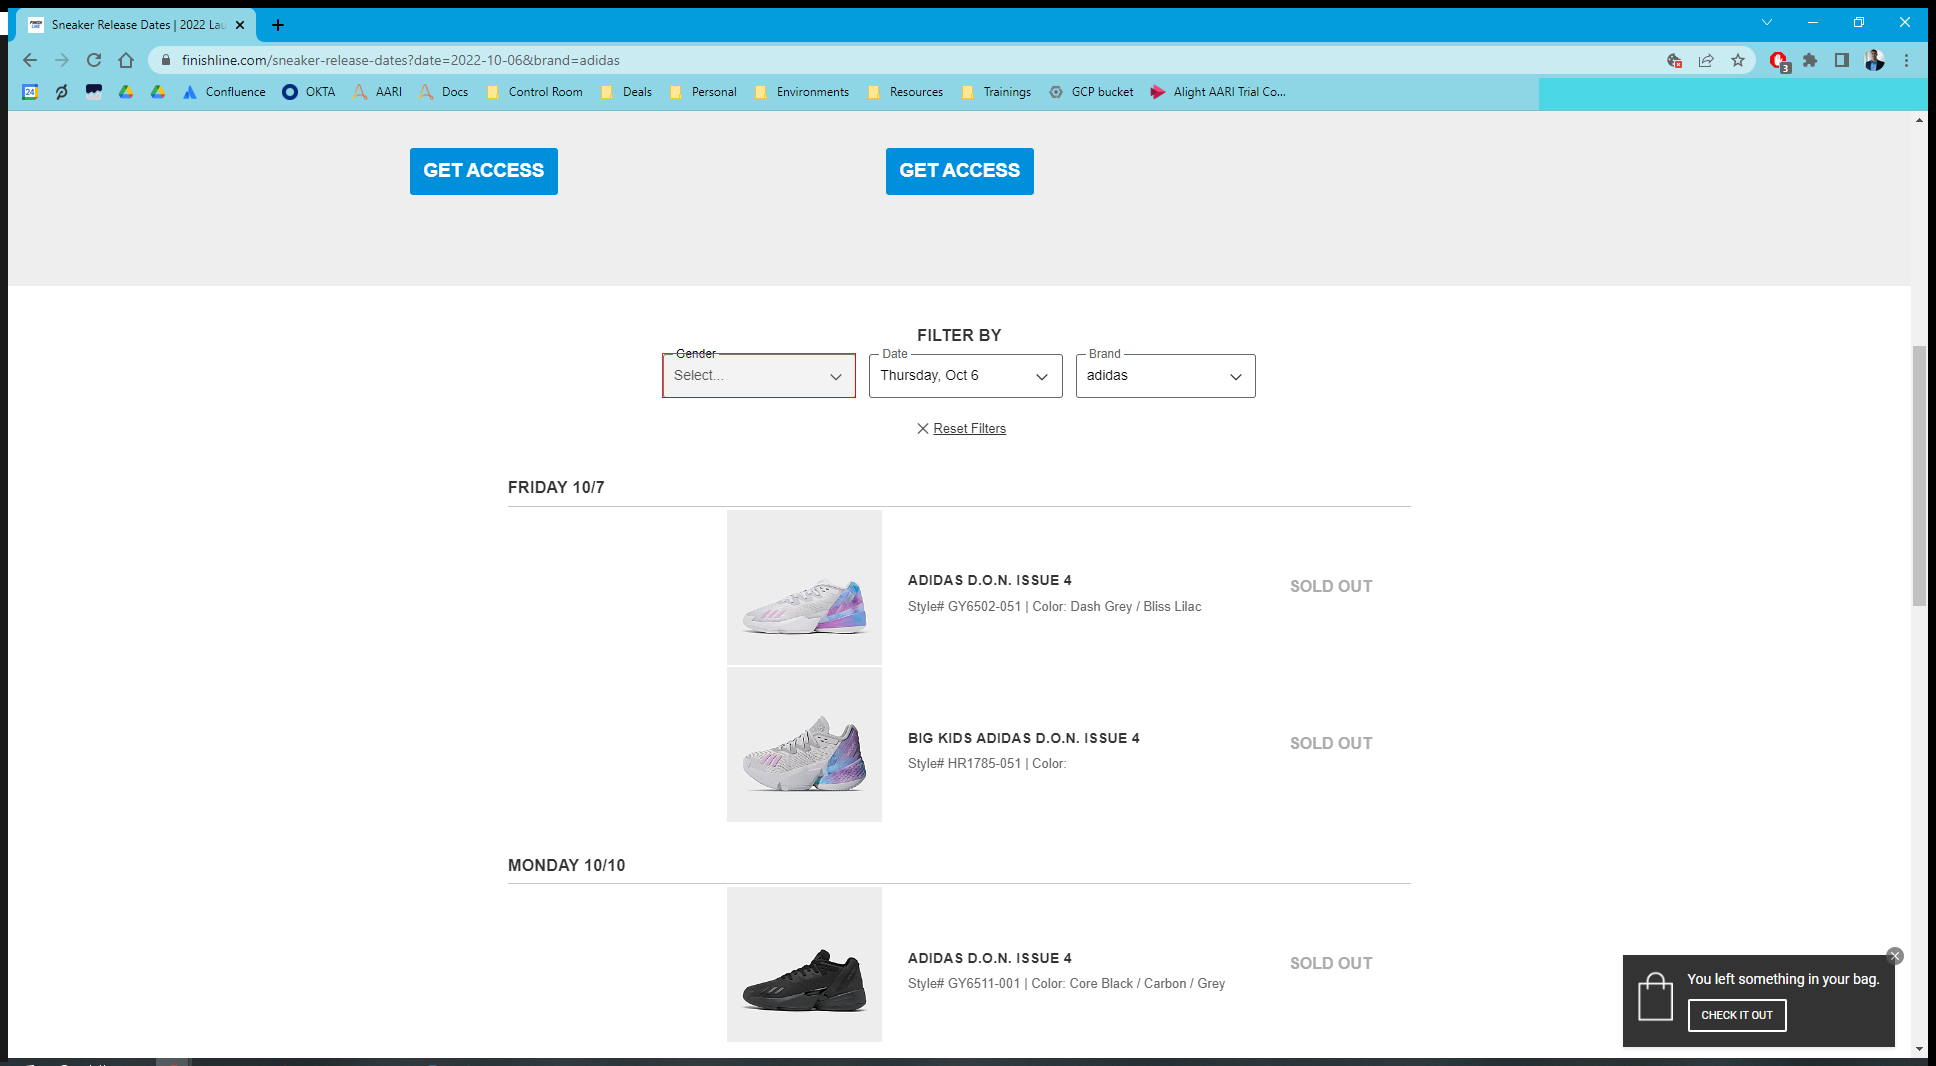 Sneaker Release Dates | 2022 Lau
finishline.com/sneaker-release-dates?date=2022-10-06&brand=adidas
3
24
Confluence
OKTA
AARI
Docs
Control Room
Deals
Personal
Environments
Resources
Trainings
GCP bucket
Alight AARI Trial Co...
GET ACCESS
GET ACCESS
FILTER BY
Gender
Select...
Date
Thursday, Oct 6
Brand
adidas
Reset Filters
FRIDAY 10/7
ADIDAS D.O.N. ISSUE 4
Style# GY6502-051 | Color: Dash Grey / Bliss Lilac
SOLD OUT
BIG KIDS ADIDAS D.O.N. ISSUE 4
Style# HR1785-051 | Color:
SOLD OUT
MONDAY 10/10
ADIDAS D.O.N. ISSUE 4
Style# GY6511-001 | Color: Core Black / Carbon / Grey
SOLD OUT
You left something in your bag.
CHECK IT OUT